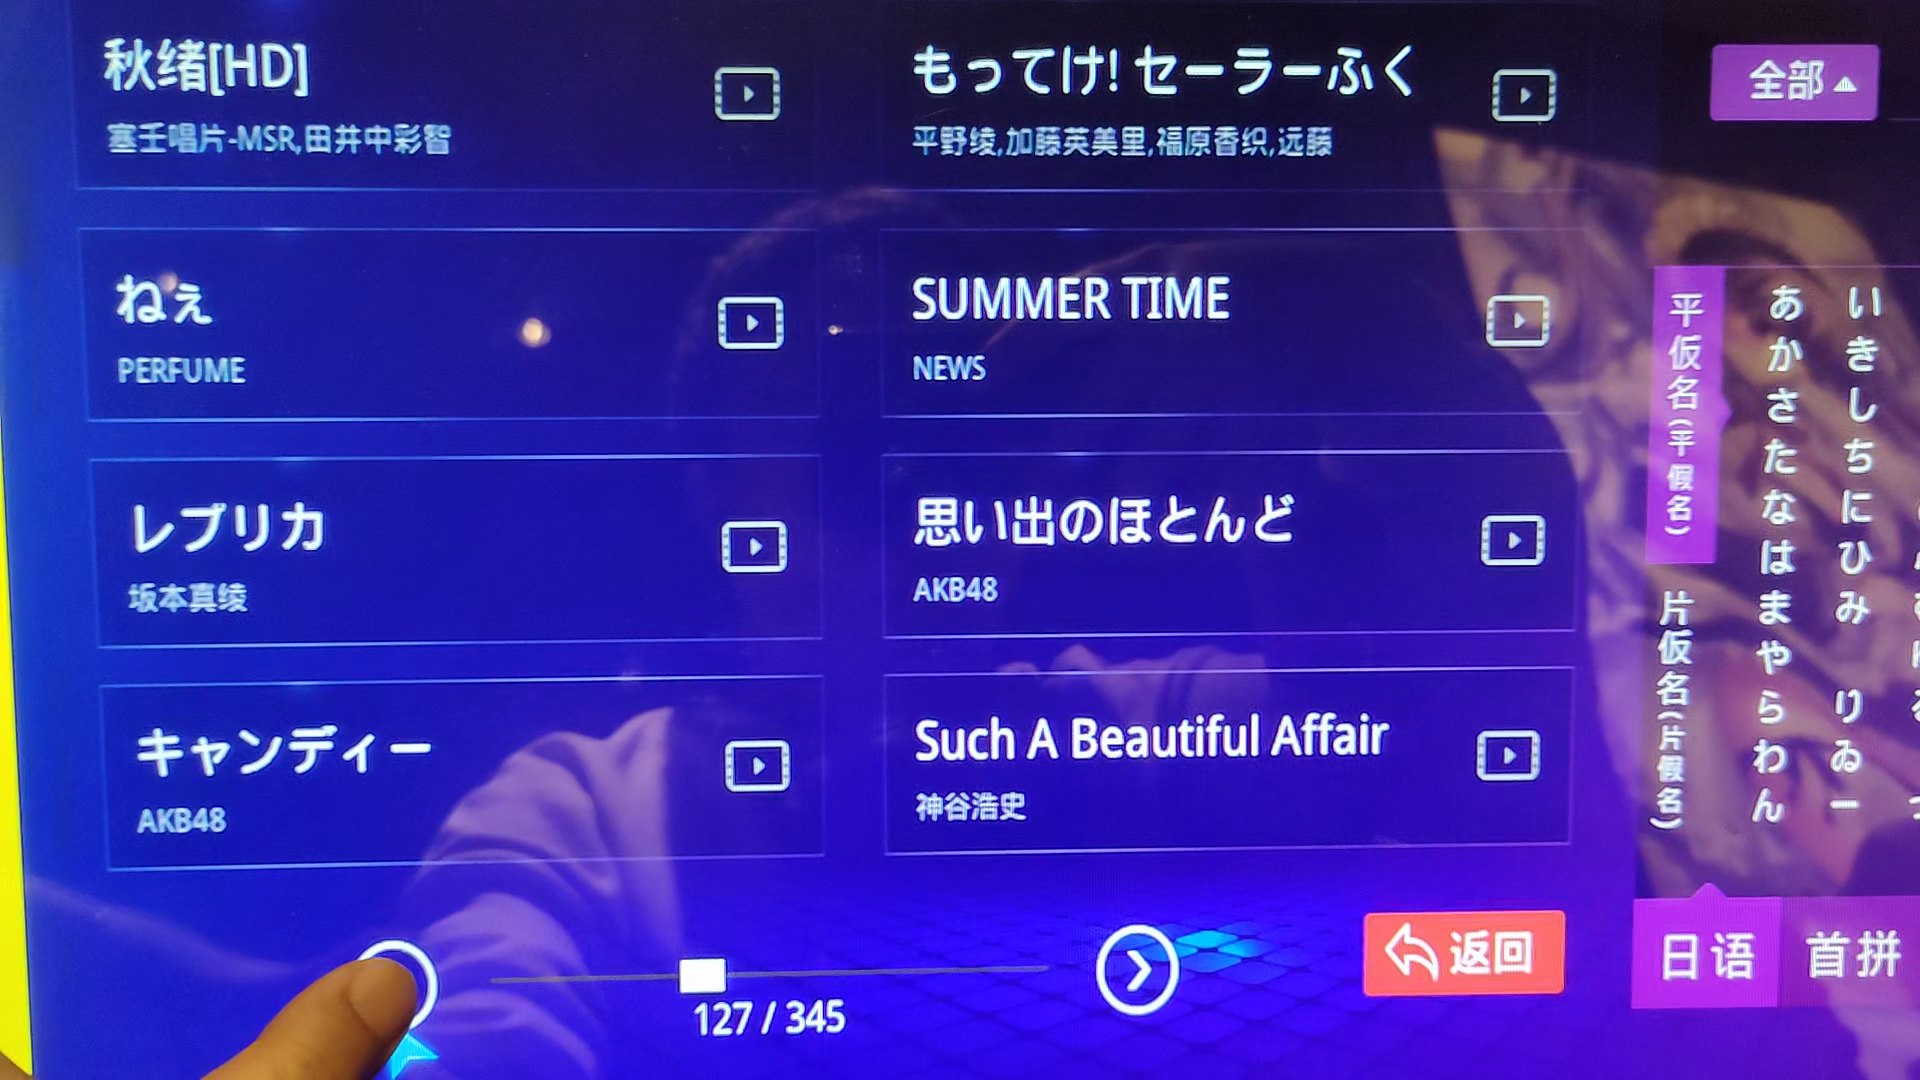 秋绪[HD]
塞壬唱片-MSR,田井中彩智
もってけ! セーラーふく
平野绫,加藤英美里,福原香织,远藤
全部
ねぇ
PERFUME
SUMMER TIME
NEWS
レプリカ
坂本真绫
思い出のほとんど
AKB48
キャンディー
AKB48
Such A Beautiful Affair
神谷浩史
平仮名(平假名)
片仮名(片假名)
あかさたなはまやらわん
いきしちにひみ りゐー
127 / 345
返回
日语
首拼